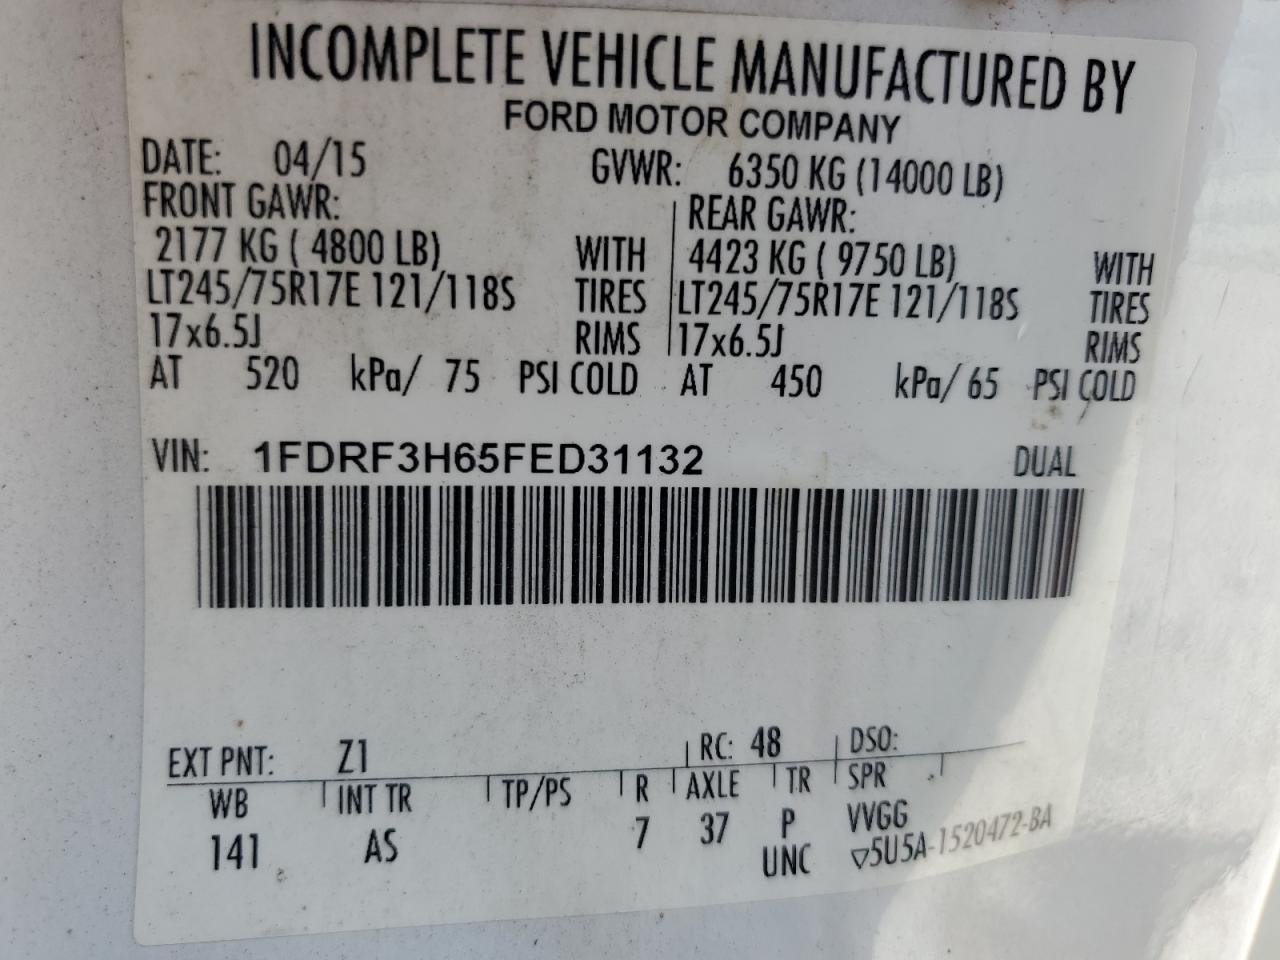 INCOMPLETE VEHICLE MANUFACTURED BY
FORD MOTOR COMPANY
DATE: 04/15 GVWR: 6350 KG (14000 LB)
FRONT GAWR: REAR GAWR:
2177 KG ( 4800 LB) WITH 4423 KG ( 9750 LB) WITH
LT245/75R17E 121/118S TIRES LT245/75R17E 121/118S TIRES
17x6.5J RIMS 17x6.5J RIMS
AT 520 kPa/ 75 PSI COLD AT 450 kPa/ 65 PSI COLD
VIN: 1FDRF3H65FED31132 DUAL
EXT PNT: Z1 RC: 48 DSO:
WB INT TR TP/PS R AXLE TR SPR
141 AS 7 37 P VVGG
UNC ▽5U5A-1520472-BA